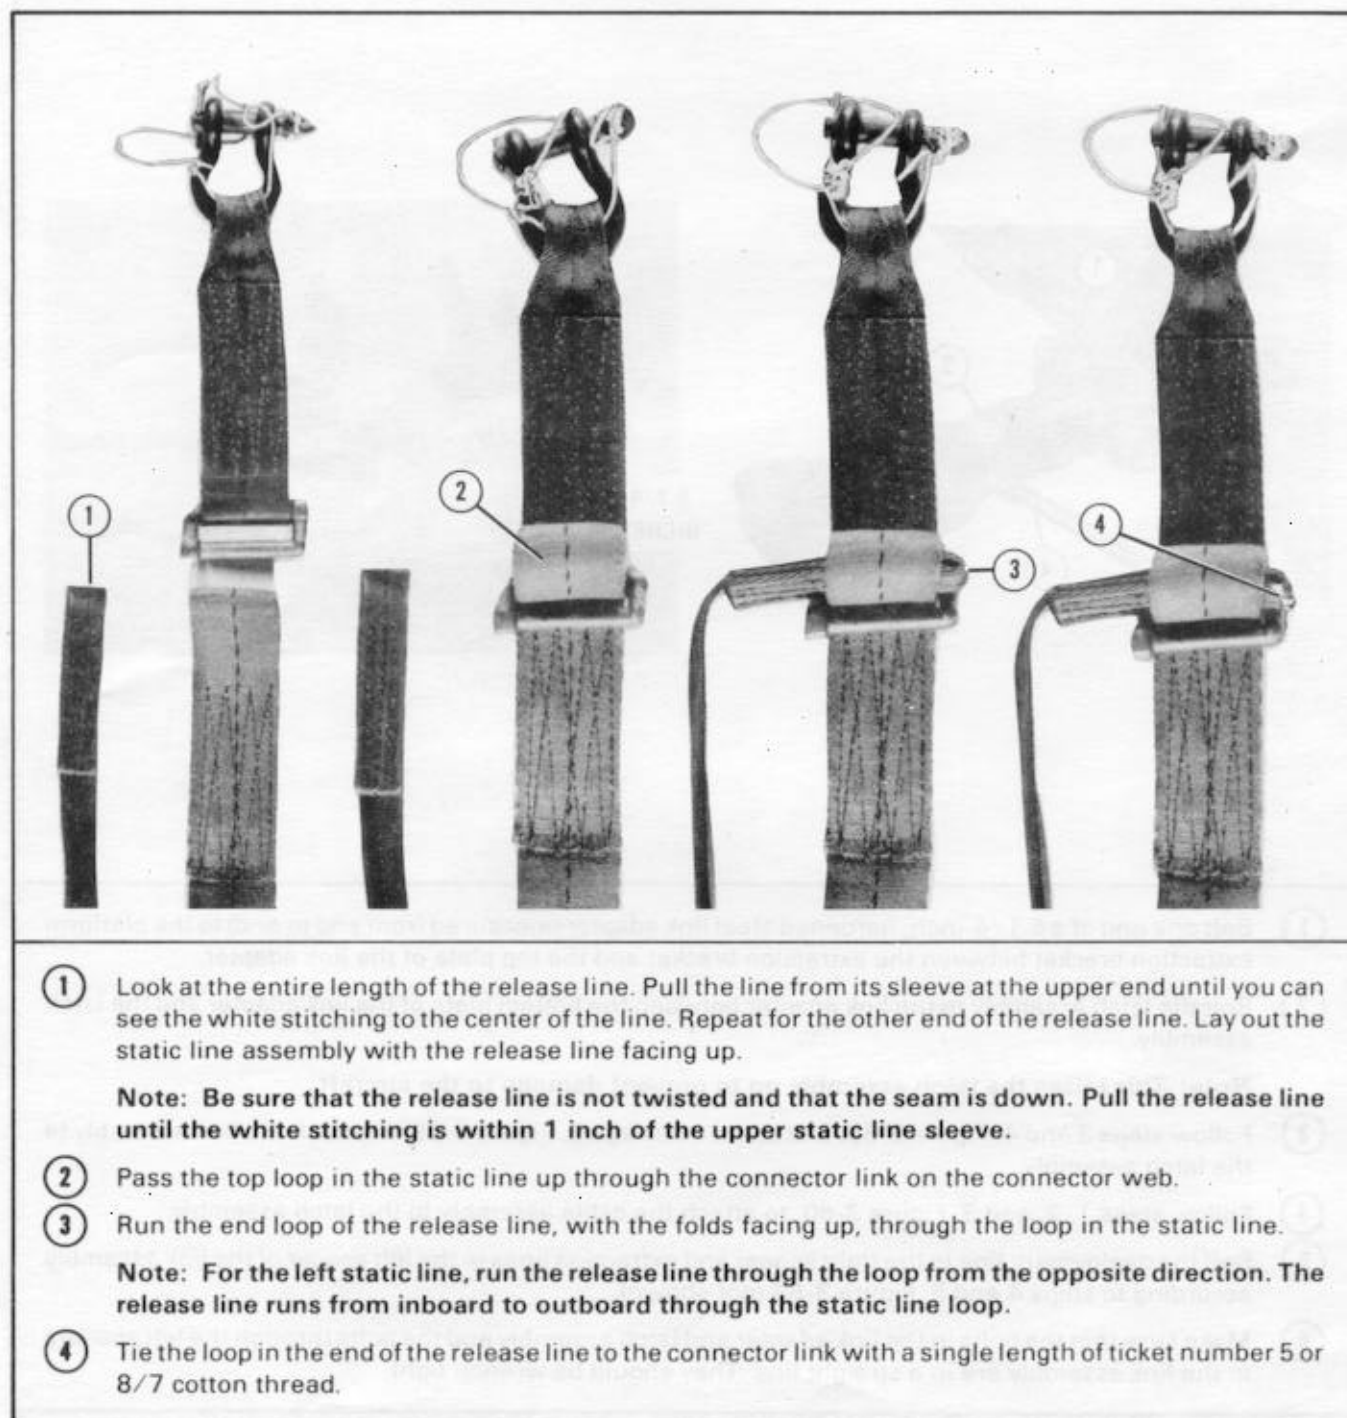 1
2
3
4
1 Look at the entire length of the release line. Pull the line from its sleeve at the upper end until you can
see the white stitching to the center of the line. Repeat for the other end of the release line. Lay out the
static line assembly with the release line facing up.
Note: Be sure that the release line is not twisted and that the seam is down. Pull the release line
until the white stitching is within 1 inch of the upper static line sleeve.
2 Pass the top loop in the static line up through the connector link on the connector web.
3 Run the end loop of the release line, with the folds facing up, through the loop in the static line.
Note: For the left static line, run the release line through the loop from the opposite direction. The
release line runs from inboard to outboard through the static line loop.
4 Tie the loop in the end of the release line to the connector link with a single length of ticket number 5 or
8/7 cotton thread.